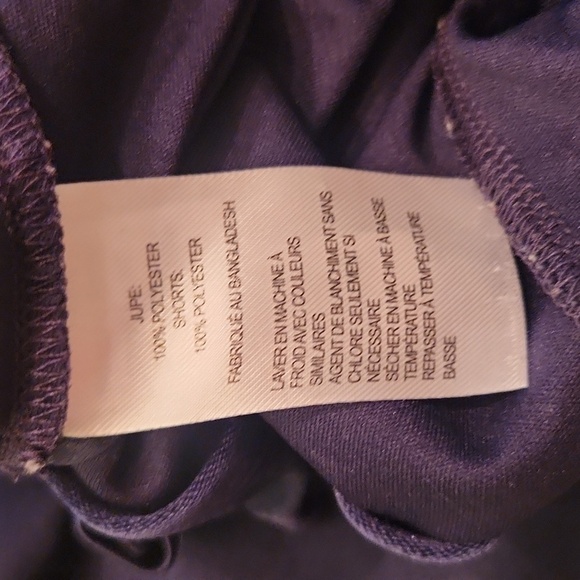 JUPE:
100% POLYESTER
SHORTS:
100% POLYESTER
FABRIQUÉ AU BANGLADESH
LAVER EN MACHINE À
FROID AVEC COULEURS
SIMILAIRES
AGENT DE BLANCHIMENT SANS
CHLORE SEULEMENT SI
NÉCESSAIRE
SÉCHER EN MACHINE À BASSE
TEMPÉRATURE
REPASSER À TEMPÉRATURE
BASSE